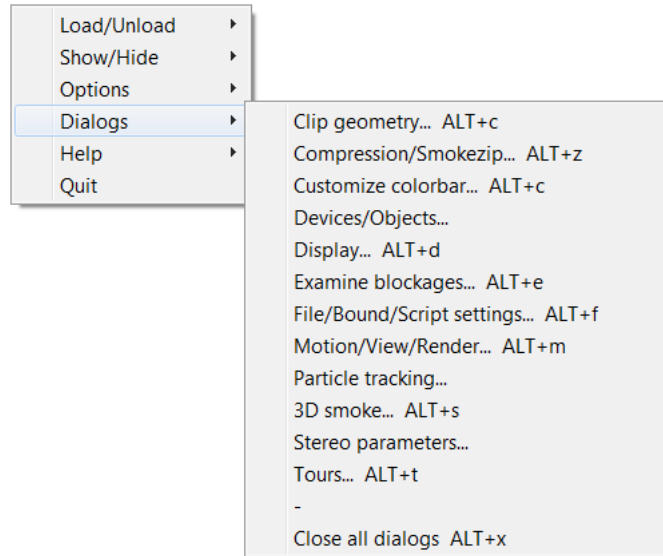 Load/Unload
Show/Hide
Options
Dialogs
Help
Quit
Clip geometry... ALT+c
Compression/Smokezip... ALT+z
Customize colorbar... ALT+c
Devices/Objects...
Display... ALT+d
Examine blockages... ALT+e
File/Bound/Script settings... ALT+f
Motion/View/Render... ALT+m
Particle tracking...
3D smoke... ALT+s
Stereo parameters...
Tours... ALT+t
-
Close all dialogs ALT+x